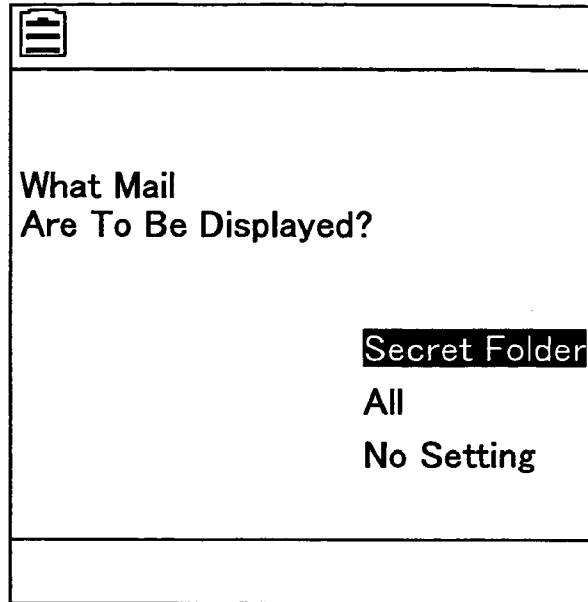 What Mail
Are To Be Displayed?
Secret Folder
All
No Setting